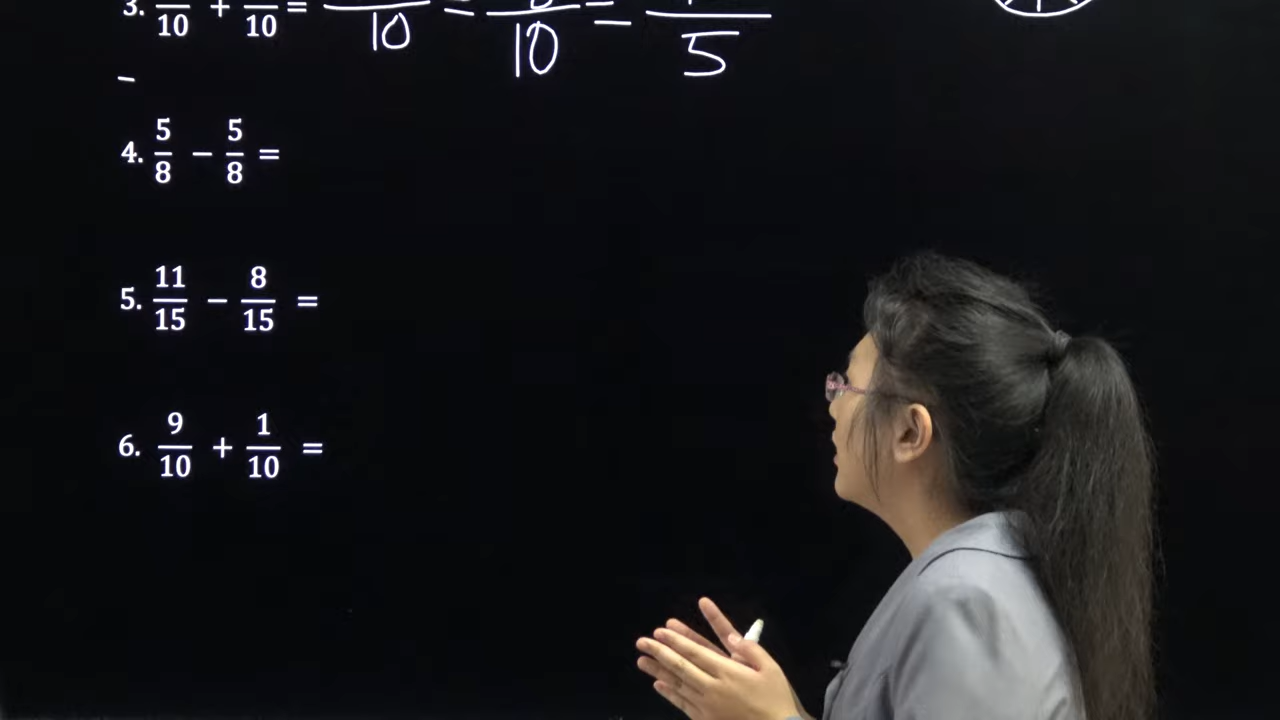 3. /10 + /10 = /10 = /10 = /5
4. 5/8 − 5/8 =
5. 11/15 − 8/15 =
6. 9/10 + 1/10 =